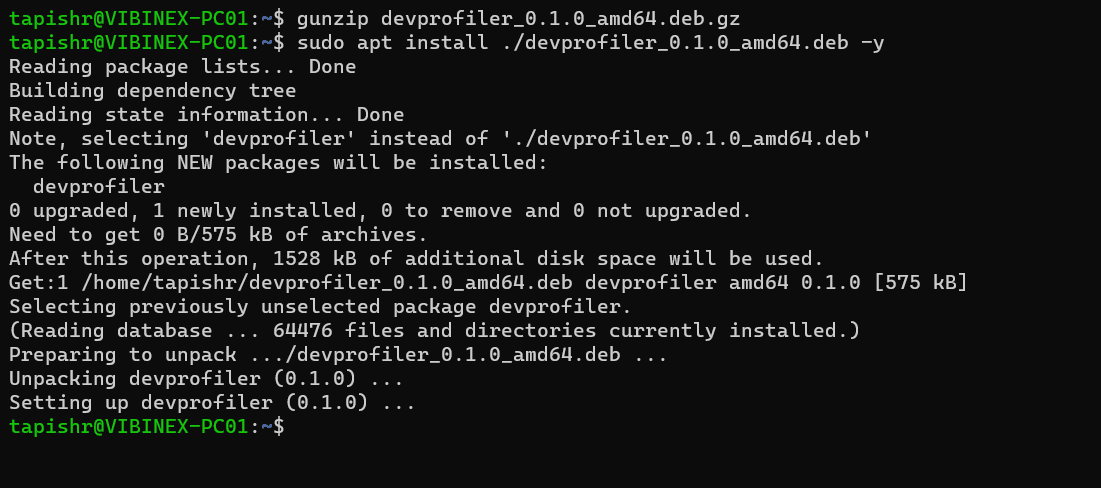 tapishr@VIBINEX-PC01:~$ gunzip devprofiler_0.1.0_amd64.deb.gz
tapishr@VIBINEX-PC01:~$ sudo apt install ./devprofiler_0.1.0_amd64.deb -y
Reading package lists... Done
Building dependency tree
Reading state information... Done
Note, selecting 'devprofiler' instead of './devprofiler_0.1.0_amd64.deb'
The following NEW packages will be installed:
  devprofiler
0 upgraded, 1 newly installed, 0 to remove and 0 not upgraded.
Need to get 0 B/575 kB of archives.
After this operation, 1528 kB of additional disk space will be used.
Get:1 /home/tapishr/devprofiler_0.1.0_amd64.deb devprofiler amd64 0.1.0 [575 kB]
Selecting previously unselected package devprofiler.
(Reading database ... 64476 files and directories currently installed.)
Preparing to unpack .../devprofiler_0.1.0_amd64.deb ...
Unpacking devprofiler (0.1.0) ...
Setting up devprofiler (0.1.0) ...
tapishr@VIBINEX-PC01:~$